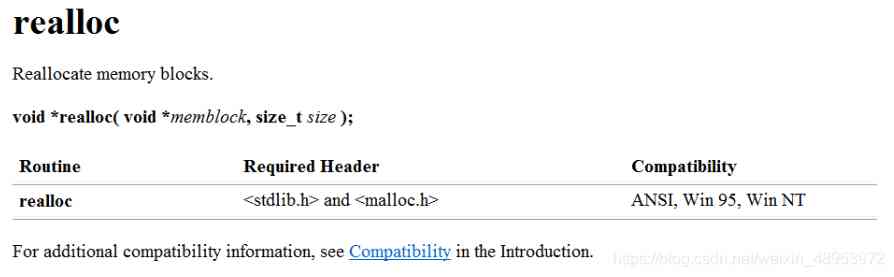 realloc
Reallocate memory blocks.
void *realloc( void *memblock, size_t size );
Routine Required Header Compatibility
realloc <stdlib.h> and <malloc.h> ANSI, Win 95, Win NT
For additional compatibility information, see Compatibility in the Introduction.
https://blog.csdn.net/weixin_48953972